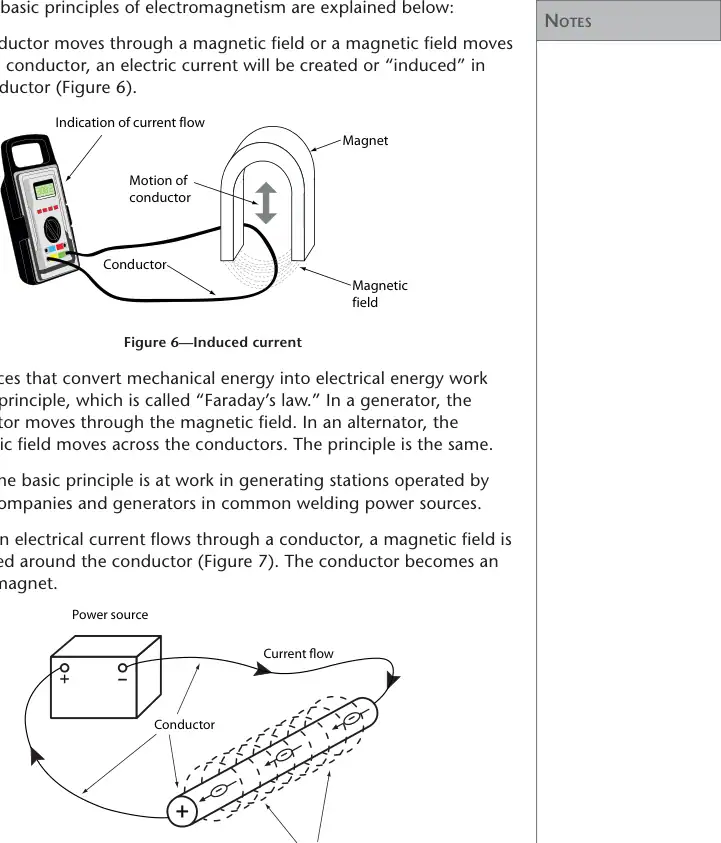 basic principles of electromagnetism are explained below:
NOTES
ductor moves through a magnetic field or a magnetic field moves
conductor, an electric current will be created or “induced” in
ductor (Figure 6).
Indication of current flow
Magnet
Motion of
conductor
Conductor
Magnetic
field
Figure 6—Induced current
ces that convert mechanical energy into electrical energy work
principle, which is called “Faraday’s law.” In a generator, the
tor moves through the magnetic field. In an alternator, the
ic field moves across the conductors. The principle is the same.
he basic principle is at work in generating stations operated by
ompanies and generators in common welding power sources.
n electrical current flows through a conductor, a magnetic field is
ed around the conductor (Figure 7). The conductor becomes an
magnet.
Power source
Current flow
+ −
Conductor
−
−
−
+